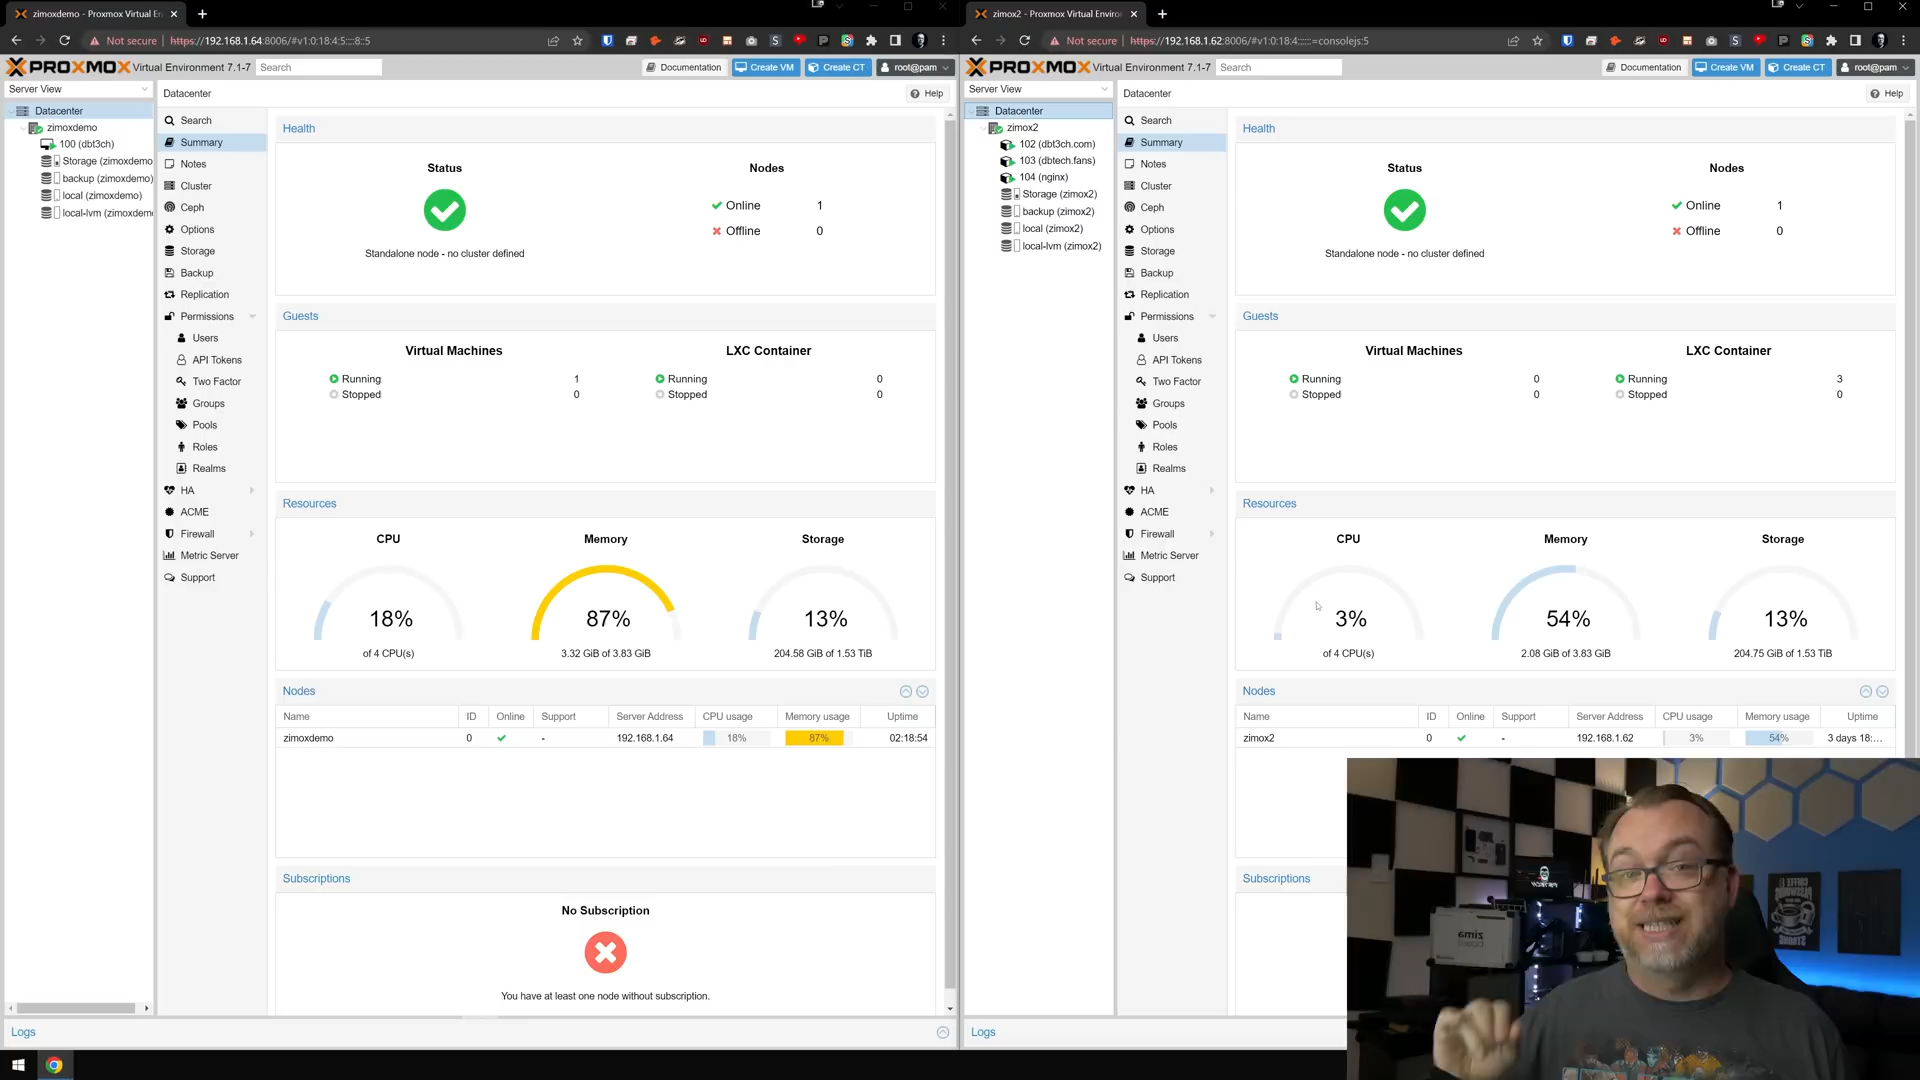 zimoxdemo - Proxmox Virtual En
Not secure
https://192.168.1.64:8006/#v1:0:18:4:5::::8::5
PROXMOX Virtual Environment 7.1-7
Search
Documentation
Create VM
Create CT
root@pam
Server View
Datacenter
zimoxdemo
100 (dbt3ch)
Storage (zimoxdemo
backup (zimoxdemo)
local (zimoxdemo)
local-lvm (zimoxdemo
Datacenter
Help
Search
Summary
Notes
Cluster
Ceph
Options
Storage
Backup
Replication
Permissions
Users
API Tokens
Two Factor
Groups
Pools
Roles
Realms
HA
ACME
Firewall
Metric Server
Support
Health
Status
Nodes
Online 1
Offline 0
Standalone node - no cluster defined
Guests
Virtual Machines
LXC Container
Running 1
Stopped 0
Running 0
Stopped 0
Resources
CPU
Memory
Storage
18%
87%
13%
of 4 CPU(s)
3.32 GiB of 3.83 GiB
204.58 GiB of 1.53 TiB
Nodes
Name ID Online Support Server Address CPU usage Memory usage Uptime
zimoxdemo 0 - 192.168.1.64 18% 87% 02:18:54
Subscriptions
No Subscription
You have at least one node without subscription.
Logs
zimox2 - Proxmox Virtual Enviro
Not secure
https://192.168.1.62:8006/#v1:0:18:4:::::::=consolejs:5
PROXMOX Virtual Environment 7.1-7
Search
Documentation
Create VM
Create CT
root@pam
Server View
Datacenter
zimox2
102 (dbt3ch.com)
103 (dbtech.fans)
104 (nginx)
Storage (zimox2)
backup (zimox2)
local (zimox2)
local-lvm (zimox2)
Datacenter
Help
Search
Summary
Notes
Cluster
Ceph
Options
Storage
Backup
Replication
Permissions
Users
API Tokens
Two Factor
Groups
Pools
Roles
Realms
HA
ACME
Firewall
Metric Server
Support
Health
Status
Nodes
Online 1
Offline 0
Standalone node - no cluster defined
Guests
Virtual Machines
LXC Container
Running 0
Stopped 0
Running 3
Stopped 0
Resources
CPU
Memory
Storage
3%
54%
13%
of 4 CPU(s)
2.08 GiB of 3.83 GiB
204.75 GiB of 1.53 TiB
Nodes
Name ID Online Support Server Address CPU usage Memory usage Uptime
zimox2 0 - 192.168.1.62 3% 54% 3 days 18:...
Subscriptions
Logs
zima
COFFEE
PASSWORDS
STRONG